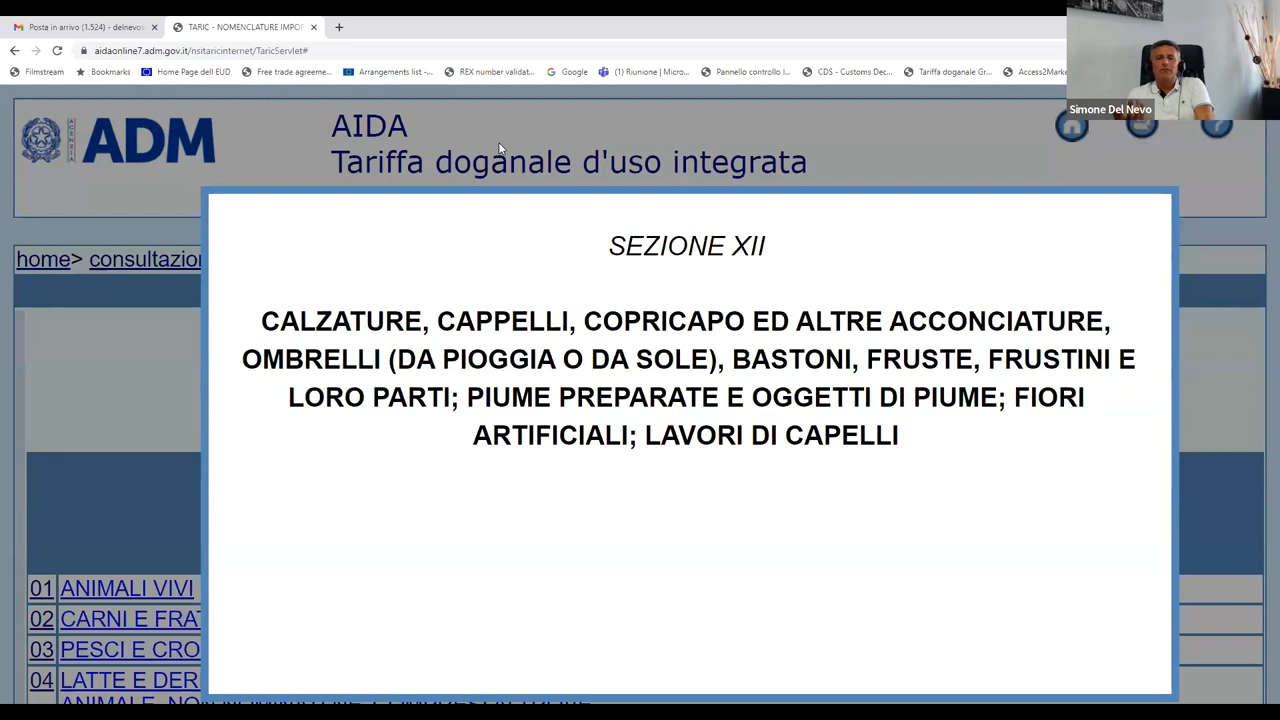 Posta in arrivo (1.524) - delnevos
TARIC - NOMENCLATURE IMPOR
aidaonline7.adm.gov.it/nsitaricinternet/TaricServlet#
Filmstream
Bookmarks
Home Page dell EUD
Free trade agreeme...
Arrangements list -...
REX number validat...
Google
(1) Riunione | Micro...
Pannello controllo I...
CDS - Customs Dec...
Tariffa doganale Gr...
Access2Marke
Simone Del Nevo
ADM
AIDA
Tariffa doganale d'uso integrata
home> consultazion
SEZIONE XII
CALZATURE, CAPPELLI, COPRICAPO ED ALTRE ACCONCIATURE,
OMBRELLI (DA PIOGGIA O DA SOLE), BASTONI, FRUSTE, FRUSTINI E
LORO PARTI; PIUME PREPARATE E OGGETTI DI PIUME; FIORI
ARTIFICIALI; LAVORI DI CAPELLI
01 ANIMALI VIVI
02 CARNI E FRAT
03 PESCI E CRO
04 LATTE E DER